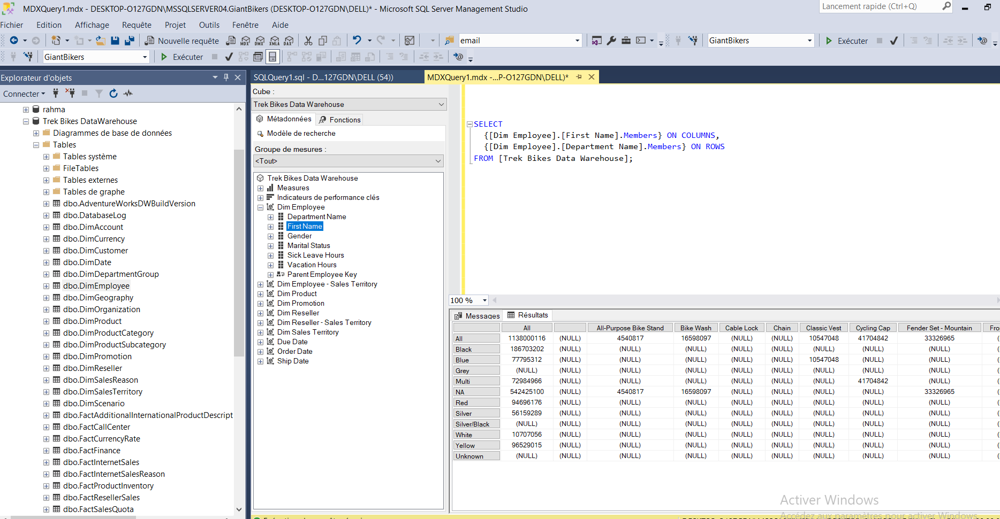 MDXQuery1.mdx - DESKTOP-O127GDN\MSSQLSERVER04.GiantBikers (DESKTOP-O127GDN\DELL)* - Microsoft SQL Server Management Studio
Lancement rapide (Ctrl+Q)
Fichier Edition Affichage Requête Projet Outils Fenêtre Aide
Nouvelle requête MDX DMX XMLA DAX email GiantBikers Exécuter
GiantBikers Exécuter
Explorateur d'objets
Connecter
rahma
Trek Bikes DataWarehouse
Diagrammes de base de données
Tables
Tables système
FileTables
Tables externes
Tables de graphe
dbo.AdventureWorksDWBuildVersion
dbo.DatabaseLog
dbo.DimAccount
dbo.DimCurrency
dbo.DimCustomer
dbo.DimDate
dbo.DimDepartmentGroup
dbo.DimEmployee
dbo.DimGeography
dbo.DimOrganization
dbo.DimProduct
dbo.DimProductCategory
dbo.DimProductSubcategory
dbo.DimPromotion
dbo.DimReseller
dbo.DimSalesReason
dbo.DimSalesTerritory
dbo.DimScenario
dbo.FactAdditionalInternationalProductDescript
dbo.FactCallCenter
dbo.FactCurrencyRate
dbo.FactFinance
dbo.FactInternetSales
dbo.FactInternetSalesReason
dbo.FactProductInventory
dbo.FactResellerSales
dbo.FactSalesQuota
SQLQuery1.sql - D...127GDN\DELL (54))
MDXQuery1.mdx -...P-O127GDN\DELL)*
Cube :
Trek Bikes Data Warehouse
Métadonnées Fonctions
Modèle de recherche
Groupe de mesures :
<Tout>
Trek Bikes Data Warehouse
Measures
Indicateurs de performance clés
Dim Employee
Department Name
First Name
Gender
Marital Status
Sick Leave Hours
Vacation Hours
Parent Employee Key
Dim Employee - Sales Territory
Dim Product
Dim Promotion
Dim Reseller
Dim Reseller - Sales Territory
Dim Sales Territory
Due Date
Order Date
Ship Date
SELECT
{[Dim Employee].[First Name].Members} ON COLUMNS,
{[Dim Employee].[Department Name].Members} ON ROWS
FROM [Trek Bikes Data Warehouse];
100 %
Messages Résultats
All All-Purpose Bike Stand Bike Wash Cable Lock Chain Classic Vest Cycling Cap Fender Set - Mountain Fro
All 1138000116 (NULL) 4540817 16598097 (NULL) (NULL) 10547048 41704842 33326965 (
Black 186703202 (NULL) (NULL) (NULL) (NULL) (NULL) (NULL) (NULL) (NULL) (
Blue 77795312 (NULL) (NULL) (NULL) (NULL) (NULL) 10547048 (NULL) (NULL) (
Grey (NULL) (NULL) (NULL) (NULL) (NULL) (NULL) (NULL) (NULL) (NULL) (
Multi 72984966 (NULL) (NULL) (NULL) (NULL) (NULL) (NULL) 41704842 (NULL) (
NA 542425100 (NULL) 4540817 16598097 (NULL) (NULL) (NULL) (NULL) 33326965 (
Red 94696176 (NULL) (NULL) (NULL) (NULL) (NULL) (NULL) (NULL) (NULL) (
Silver 56159289 (NULL) (NULL) (NULL) (NULL) (NULL) (NULL) (NULL) (NULL) (
Silver/Black (NULL) (NULL) (NULL) (NULL) (NULL) (NULL) (NULL) (NULL) (NULL) (
White 10707056 (NULL) (NULL) (NULL) (NULL) (NULL) (NULL) (NULL) (NULL) (
Yellow 96529015 (NULL) (NULL) (NULL) (NULL) (NULL) (NULL) (NULL) (NULL) (
Unknown (NULL) (NULL) (NULL) (NULL) (NULL) (NULL) (NULL) (NULL) (NULL) (
Activer Windows
Accédez aux paramètres pour activer Windows.